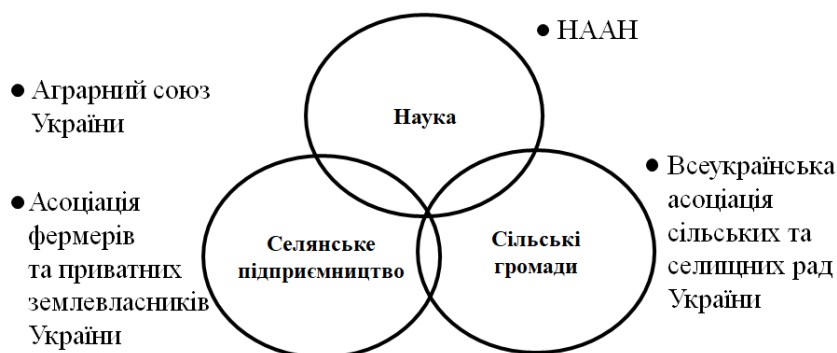 ● НААН
● Аграрний союз
України
Наука
● Асоціація
фермерів
та приватних
землевласників
України
Селянське
підприємництво
Сільські
громади
● Всеукраїнська
асоціація
сільських та
селищних рад
України